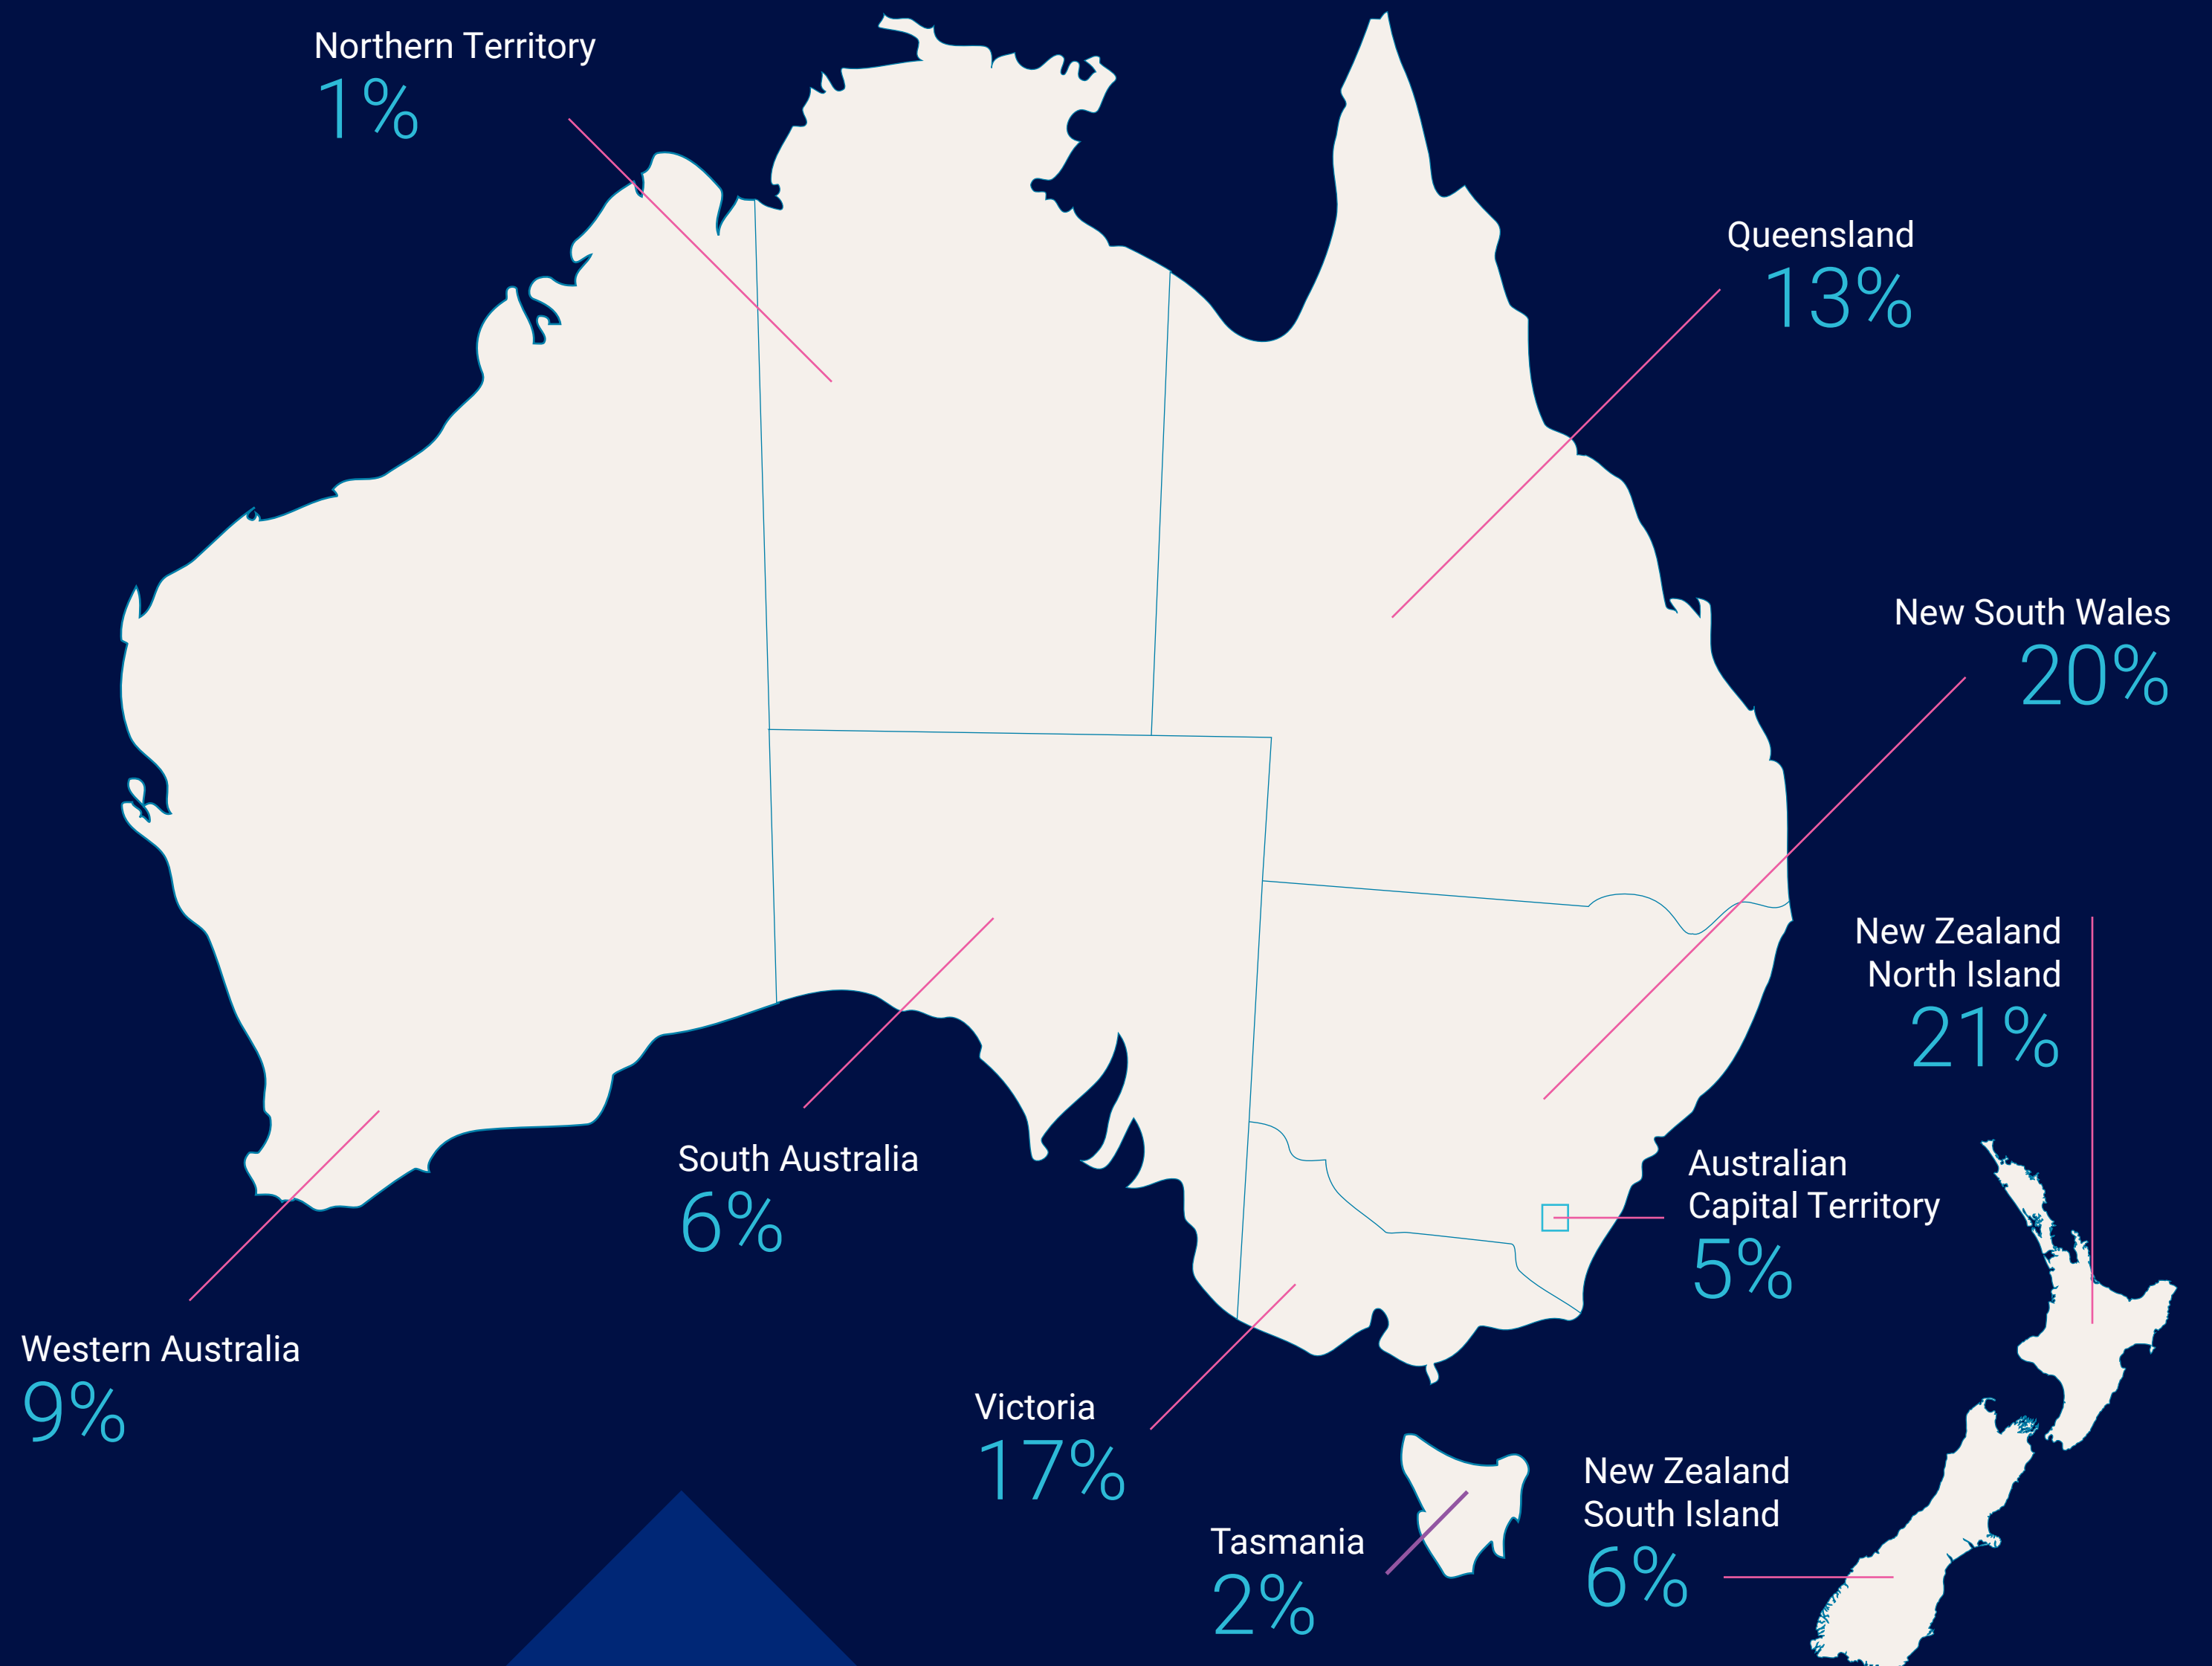 Northern Territory
1%
Queensland
13%
New South Wales
20%
New Zealand
North Island
21%
Australian
Capital Territory
5%
South Australia
6%
Western Australia
9%
Victoria
17%
Tasmania
2%
New Zealand
South Island
6%